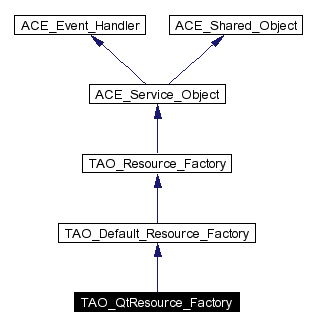 ACE_Event_Handler ACE_Shared_Object
ACE_Service_Object
TAO_Resource_Factory
TAO_Default_Resource_Factory
TAO_QtResource_Factory